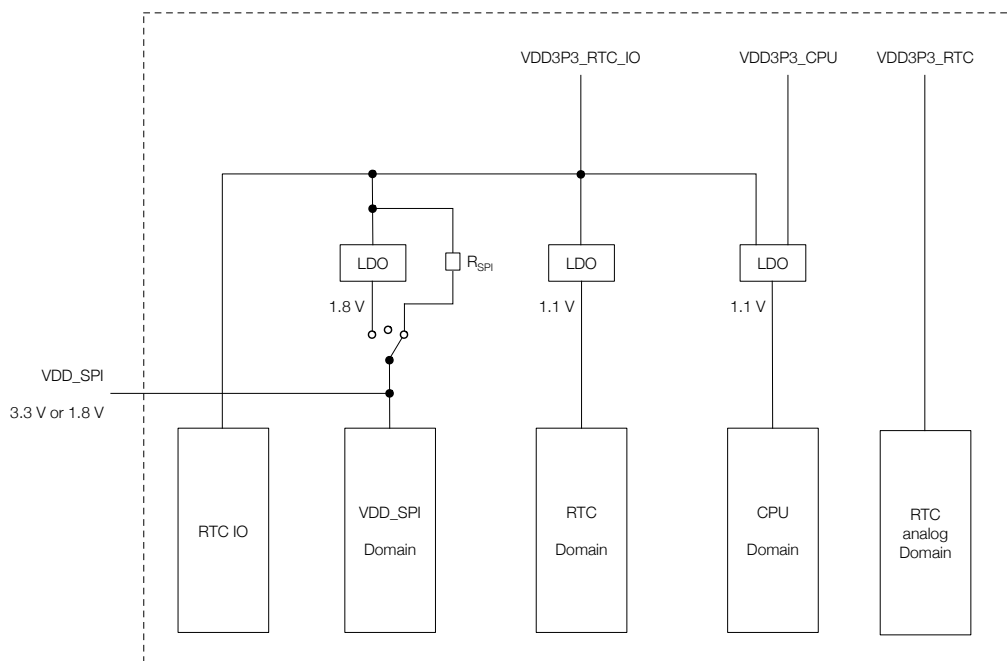 VDD3P3_RTC_IO
VDD3P3_CPU
VDD3P3_RTC
LDO
R_SPI
LDO
LDO
1.8 V
1.1 V
1.1 V
VDD_SPI
3.3 V or 1.8 V
RTC IO
VDD_SPI
Domain
RTC
Domain
CPU
Domain
RTC
analog
Domain